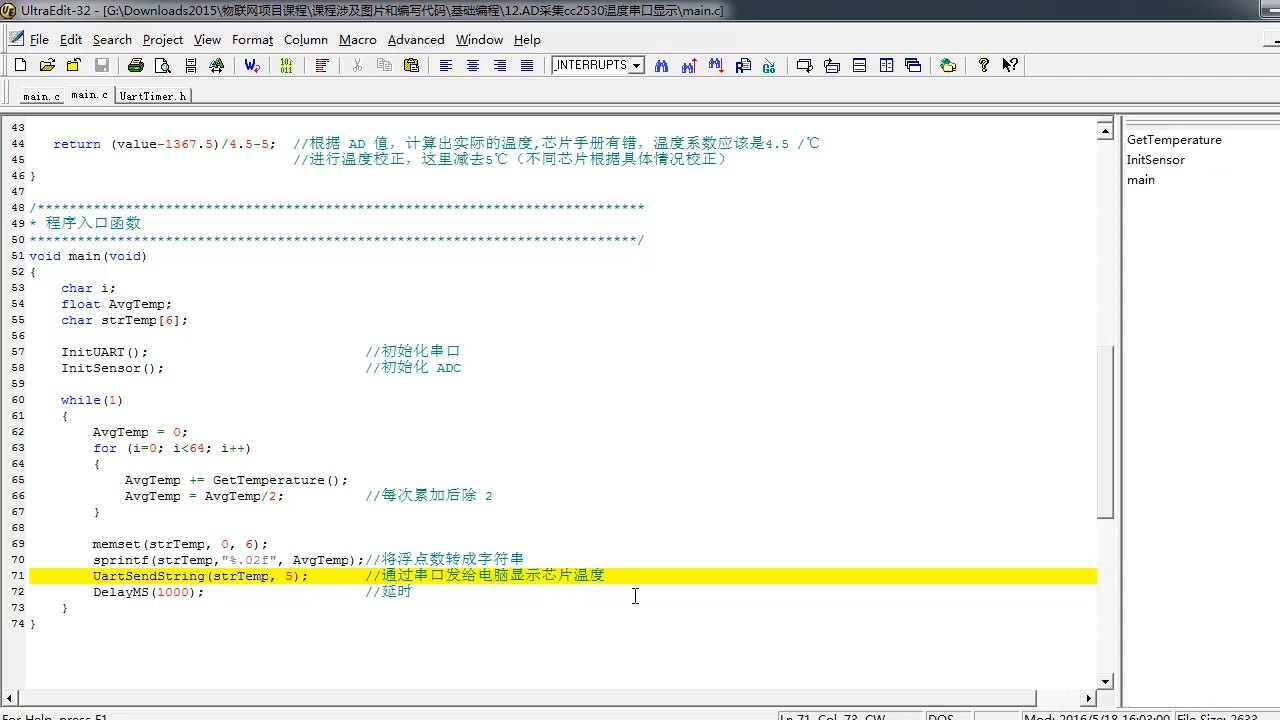 UltraEdit-32 - [G:\Downloads2015\物联网项目课程\课程涉及图片和编写代码\基础编程\12.AD采集cc2530温度串口显示\main.c]
File Edit Search Project View Format Column Macro Advanced Window Help
_INTERRUPTS
main.c main.c UartTimer.h
43
44 return (value-1367.5)/4.5-5; //根据 AD 值，计算出实际的温度,芯片手册有错，温度系数应该是4.5 /℃
45 //进行温度校正，这里减去5℃（不同芯片根据具体情况校正）
46 }
47
48 /****************************************************************************
49 * 程序入口函数
50 ****************************************************************************/
51 void main(void)
52 {
53 char i;
54 float AvgTemp;
55 char strTemp[6];
56
57 InitUART(); //初始化串口
58 InitSensor(); //初始化 ADC
59
60 while(1)
61 {
62 AvgTemp = 0;
63 for (i=0; i<64; i++)
64 {
65 AvgTemp += GetTemperature();
66 AvgTemp = AvgTemp/2; //每次累加后除 2
67 }
68
69 memset(strTemp, 0, 6);
70 sprintf(strTemp,"%.02f", AvgTemp);//将浮点数转成字符串
71 UartSendString(strTemp, 5); //通过串口发给电脑显示芯片温度
72 DelayMS(1000); //延时
73 }
74 }
GetTemperature
InitSensor
main
For Help, press F1 Ln 71, Col. 73, CW DOS Mod: 2016/5/18 16:03:00 File Size: 2633